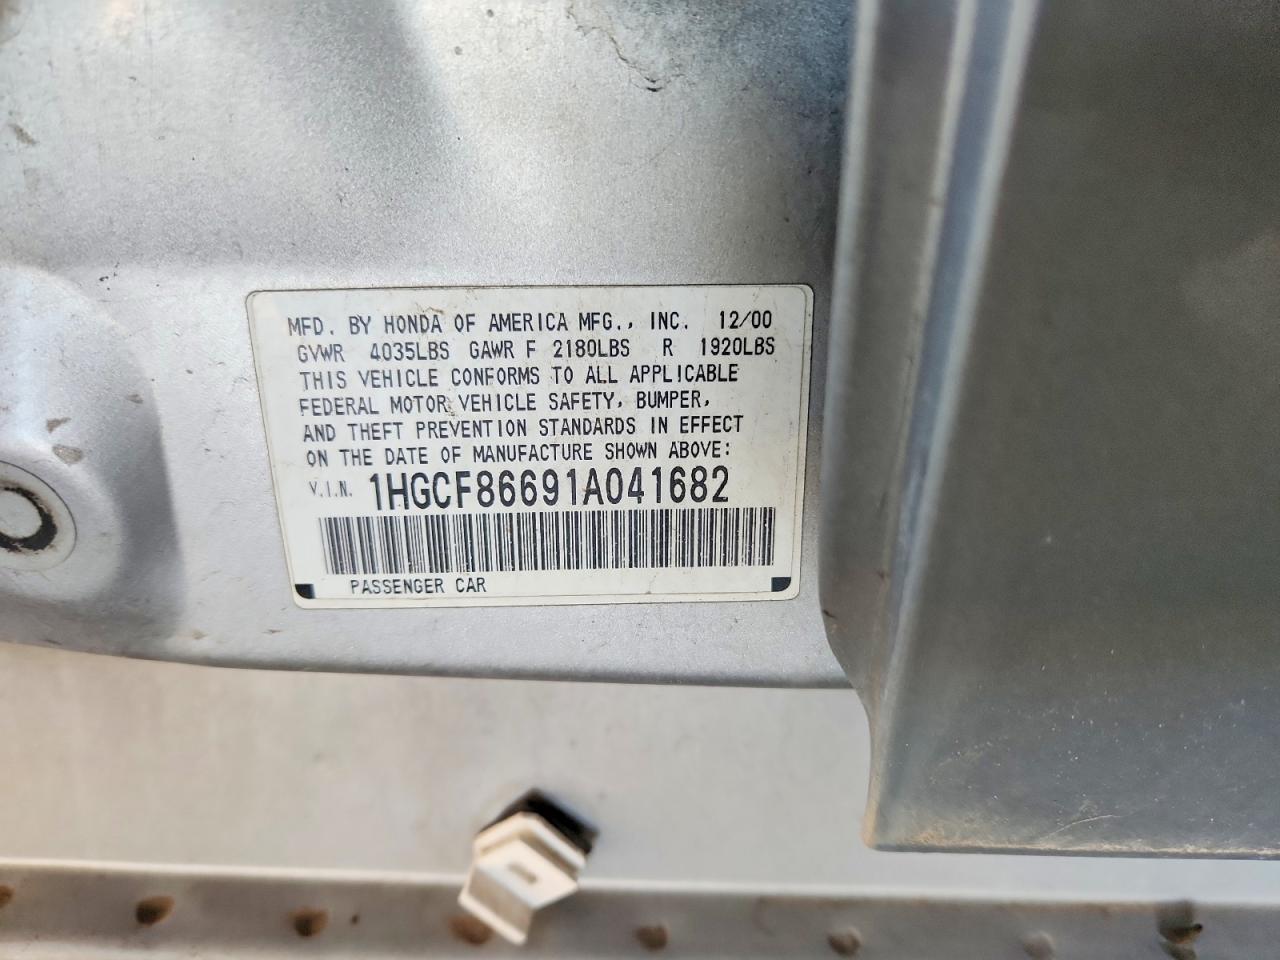 MFD. BY HONDA OF AMERICA MFG., INC. 12/00
GVWR 4035LBS GAWR F 2180LBS R 1920LBS
THIS VEHICLE CONFORMS TO ALL APPLICABLE
FEDERAL MOTOR VEHICLE SAFETY, BUMPER,
AND THEFT PREVENTION STANDARDS IN EFFECT
ON THE DATE OF MANUFACTURE SHOWN ABOVE:
V.I.N. 1HGCF86691A041682
PASSENGER CAR